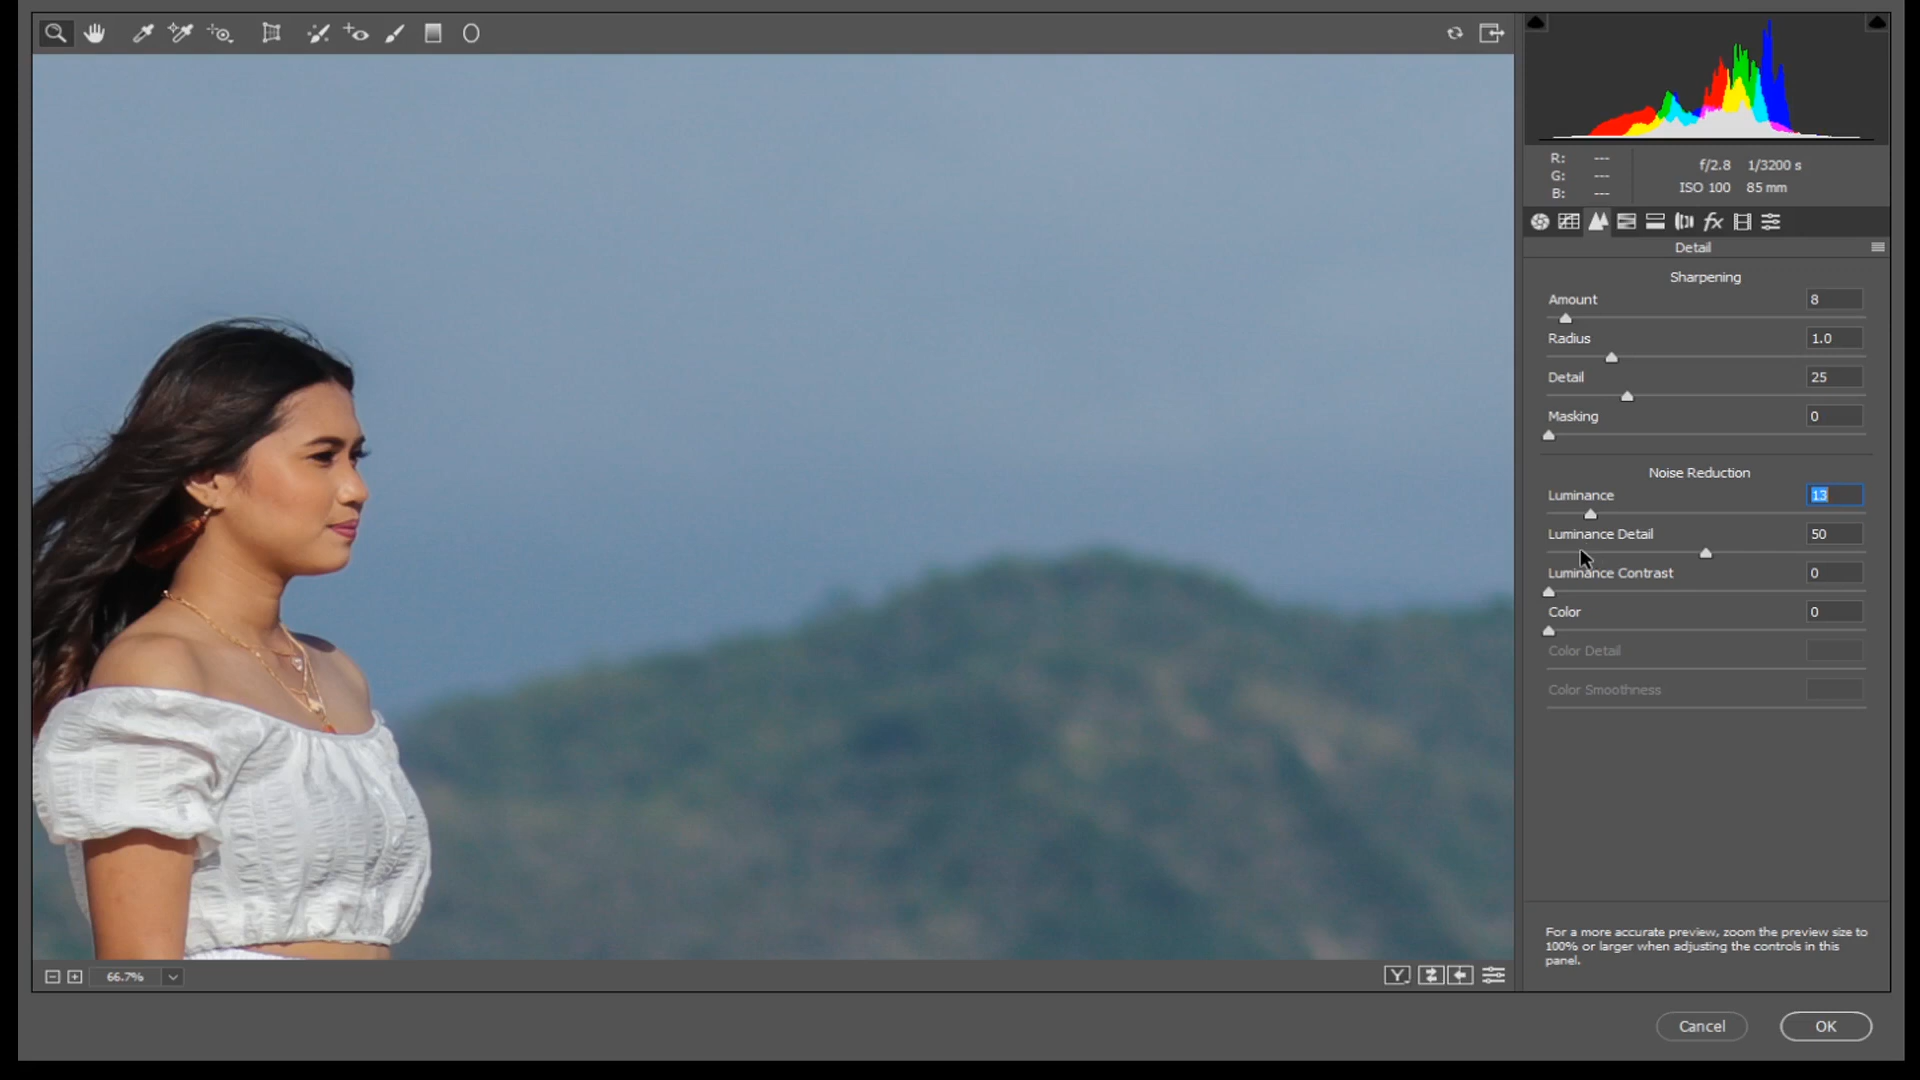 R: ---
G: ---
B: ---
f/2.8 1/3200 s
ISO 100 85 mm
fx
Detail
Sharpening
Amount 8
Radius 1.0
Detail 25
Masking 0
Noise Reduction
Luminance 13
Luminance Detail 50
Luminance Contrast 0
Color 0
Color Detail
Color Smoothness
For a more accurate preview, zoom the preview size to
100% or larger when adjusting the controls in this
panel.
66.7%
Y
Cancel OK